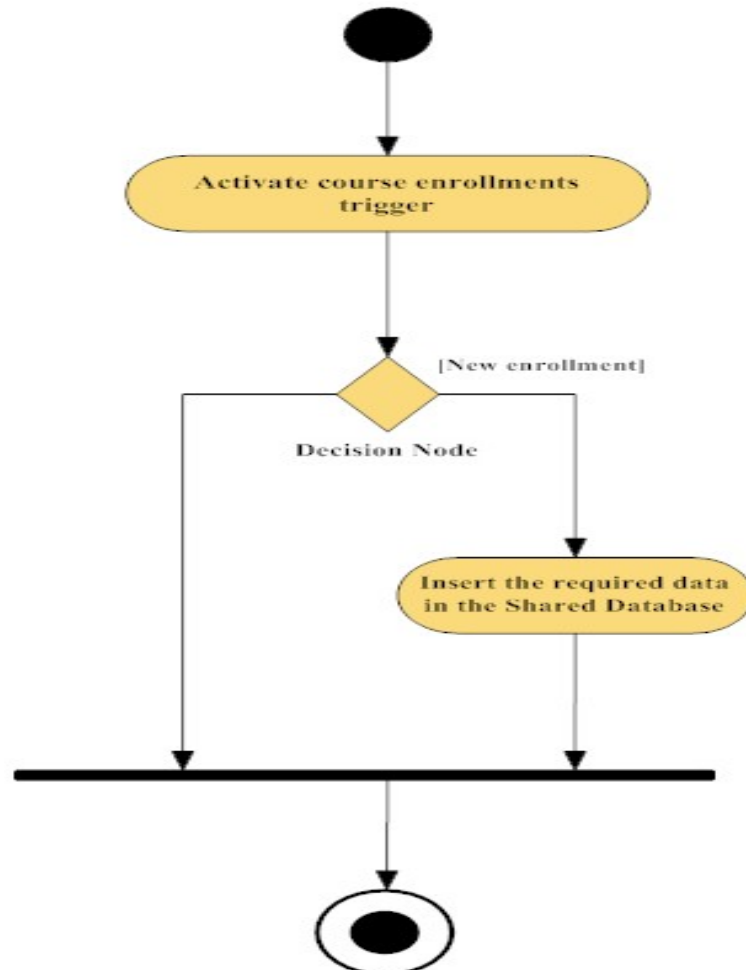 Activate course enrollments
trigger
[New enrollment]
Decision Node
Insert the required data
in the Shared Database